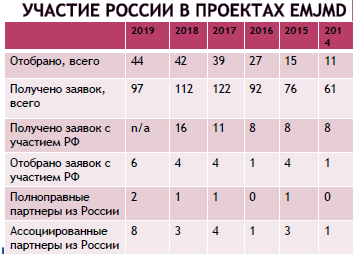 УЧАСТИЕ РОССИИ В ПРОЕКТАХ EMJMD
2019 2018 2017 2016 2015 201
4
Отобрано, всего 44 42 39 27 15 11
Получено заявок, 97 112 122 92 76 61
всего
Получено заявок с n/a 16 11 8 8 8
участием РФ
Отобрано заявок с 6 4 4 1 4 1
участием РФ
Полноправные 2 1 1 0 1 0
партнеры из России
Ассоциированные 8 3 4 1 3 1
партнеры из России